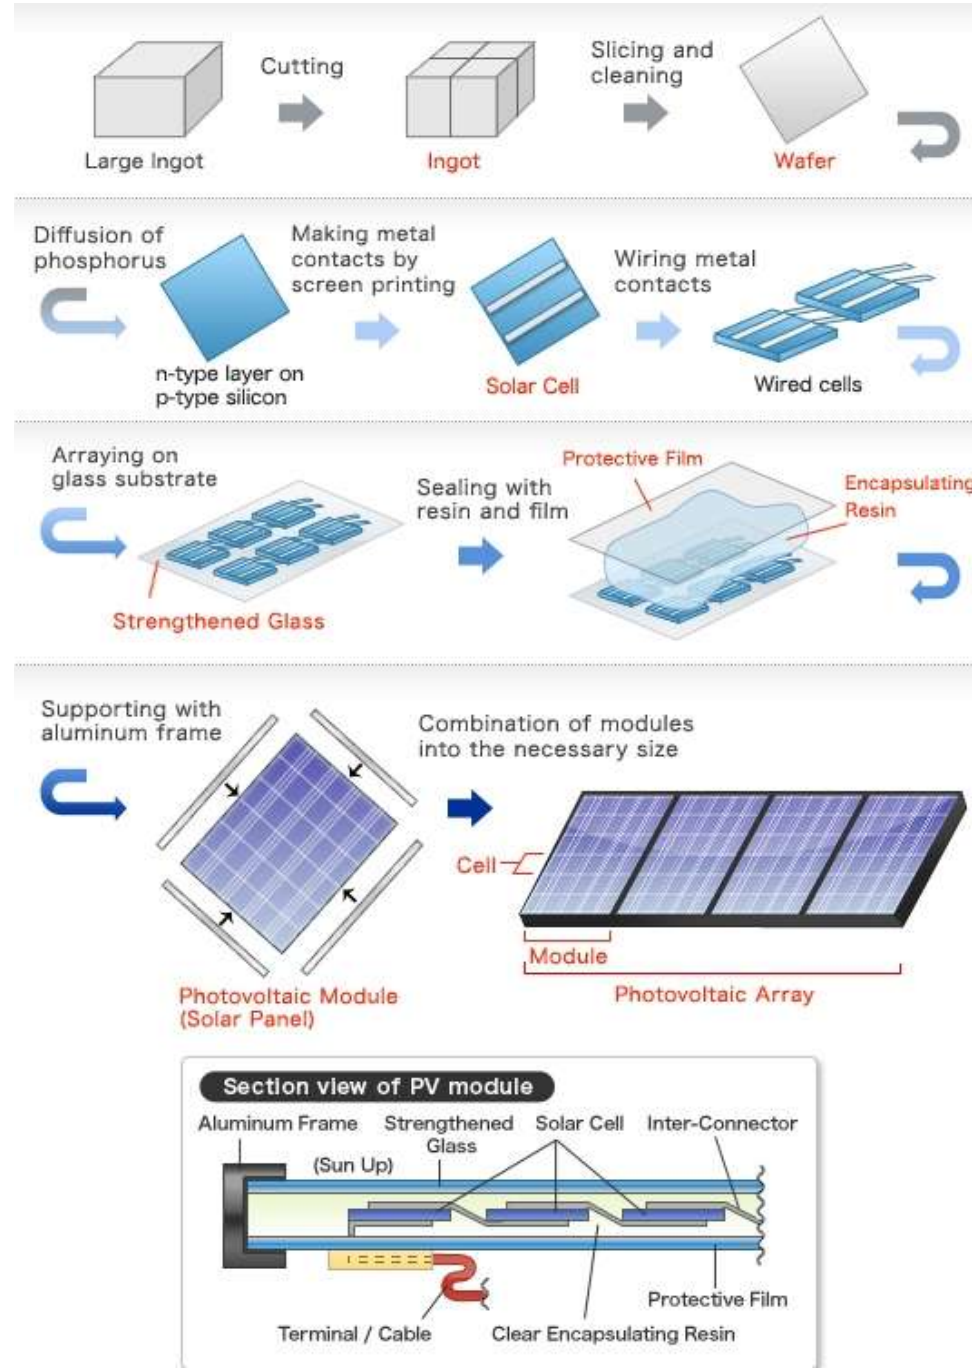 Cutting
Slicing and
cleaning
Large Ingot
Ingot
Wafer
Diffusion of
phosphorus
Making metal
contacts by
screen printing
Wiring metal
contacts
n-type layer on
p-type silicon
Solar Cell
Wired cells
Arraying on
glass substrate
Sealing with
resin and film
Protective Film
Encapsulating
Resin
Strengthened Glass
Supporting with
aluminum frame
Combination of modules
into the necessary size
Cell
Module
Photovoltaic Module
(Solar Panel)
Photovoltaic Array
Section view of PV module
Aluminum Frame
Strengthened
Glass
Solar Cell
Inter-Connector
(Sun Up)
Protective Film
Terminal / Cable
Clear Encapsulating Resin